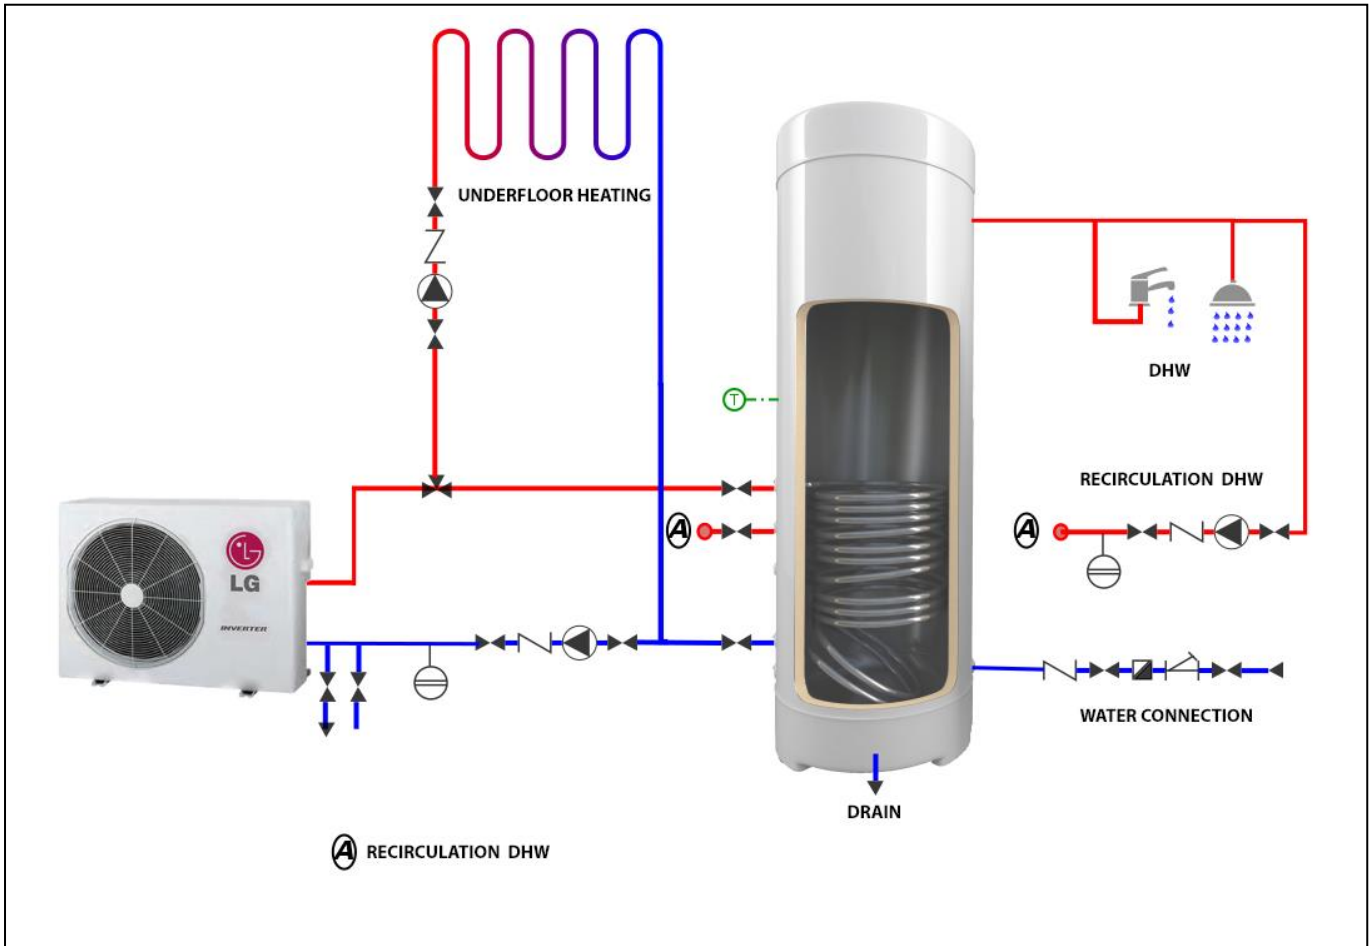 UNDERFLOOR HEATING
DHW
T
RECIRCULATION DHW
A
A
LG
LG
INVERTER
WATER CONNECTION
DRAIN
A RECIRCULATION DHW